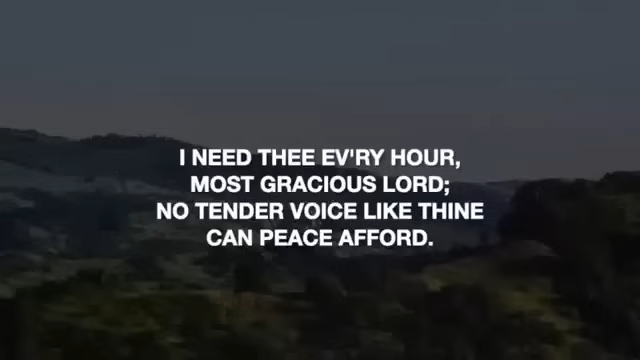 I NEED THEE EV'RY HOUR,
MOST GRACIOUS LORD;
NO TENDER VOICE LIKE THINE
CAN PEACE AFFORD.